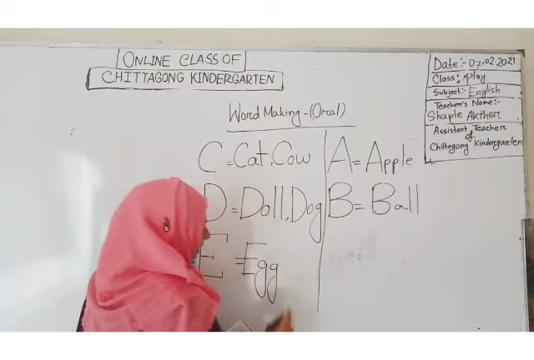 ONLINE CLASS OF
CHITTAGONG KINDERGARTEN
Date:- 07.02.2021
Class:- Play
Subject:- English
Teacher's Name:-
Shaple Akther
Assistant Teacher
of
Chittagong Kindergarten
Word Making -(Oral)
C = Cat, Cow
D = Doll, Dog
E = Egg
A = Apple
B = Ball